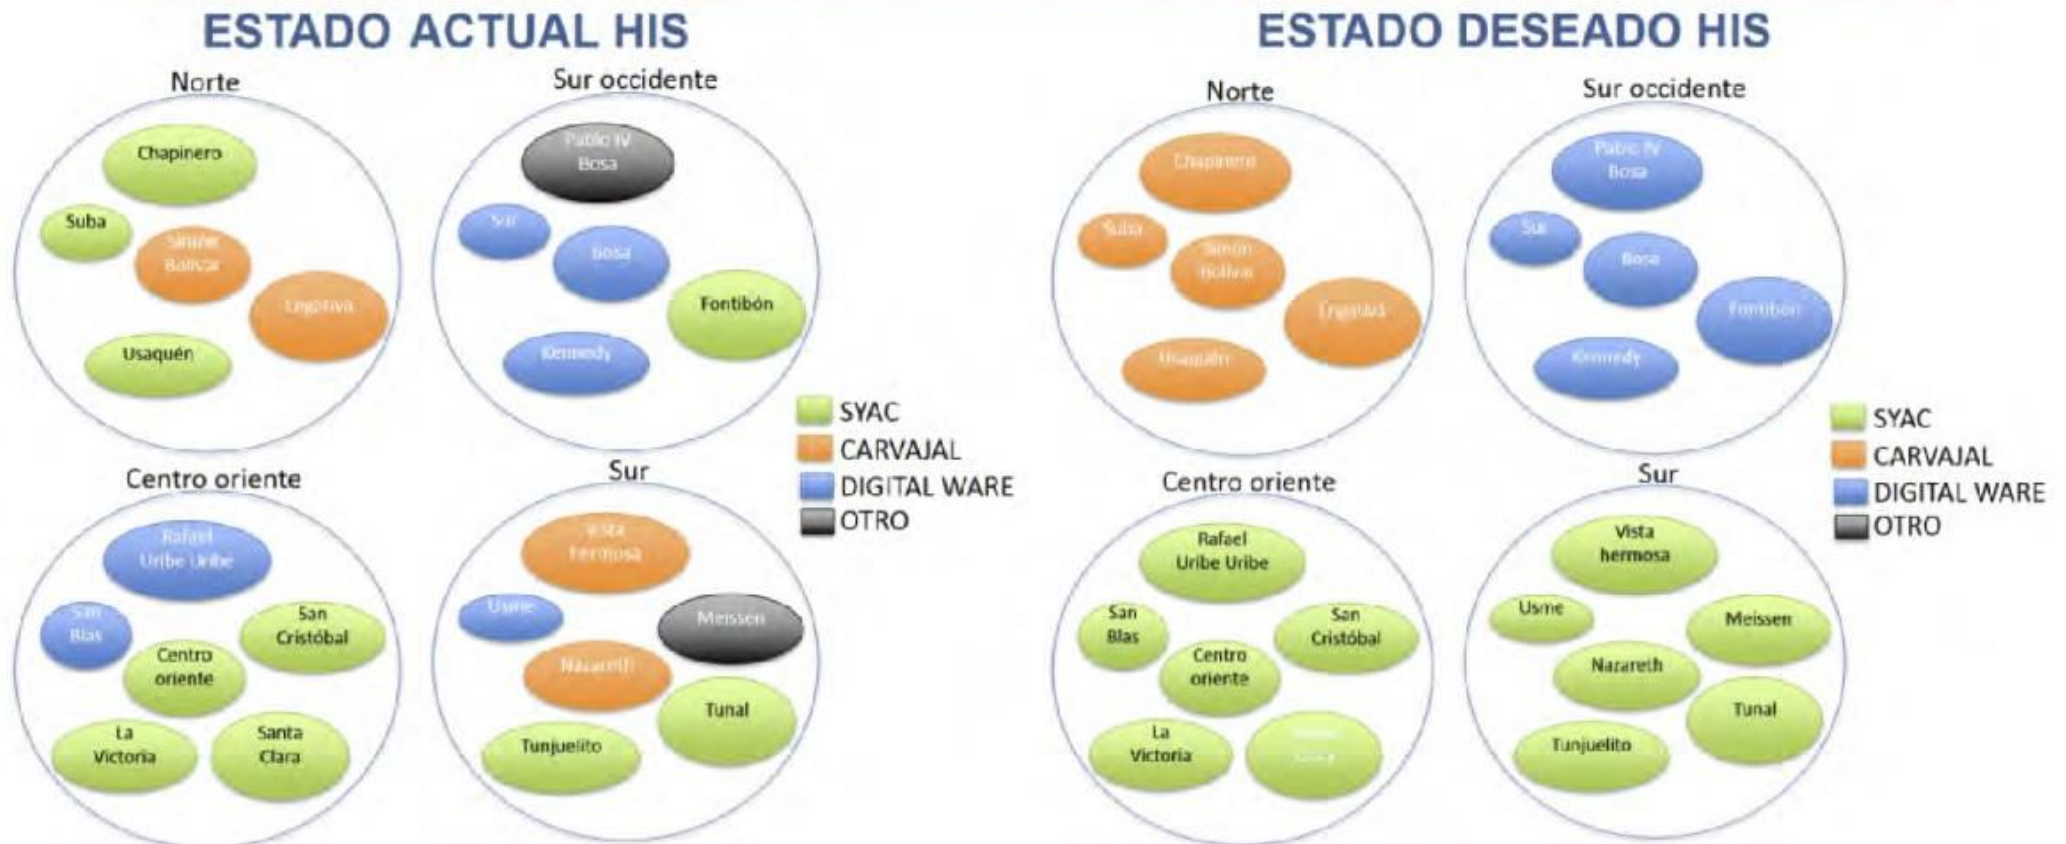 ESTADO ACTUAL HIS
Norte
Chapinero
Suba
Simón
Bolívar
Engativa
Usaquén
Sur occidente
Pablo IV
Bosa
Sur
Bosa
Fontibón
Kennedy
Centro oriente
Rafael
Uribe Uribe
San
Blas
San
Cristóbal
Centro
oriente
La
Victoria
Santa
Clara
Sur
Vista
hermosa
Usme
Meissen
Nazareth
Tunal
Tunjuelito
SYAC
CARVAJAL
DIGITAL WARE
OTRO
ESTADO DESEADO HIS
Norte
Chapinero
Suba
Simón
Bolívar
Engativá
Usaquén
Sur occidente
Pablo IV
Bosa
Sur
Bosa
Fontibón
Kennedy
Centro oriente
Rafael
Uribe Uribe
San
Blas
San
Cristóbal
Centro
oriente
La
Victoria
Sur
Vista
hermosa
Usme
Meissen
Nazareth
Tunal
Tunjuelito
SYAC
CARVAJAL
DIGITAL WARE
OTRO